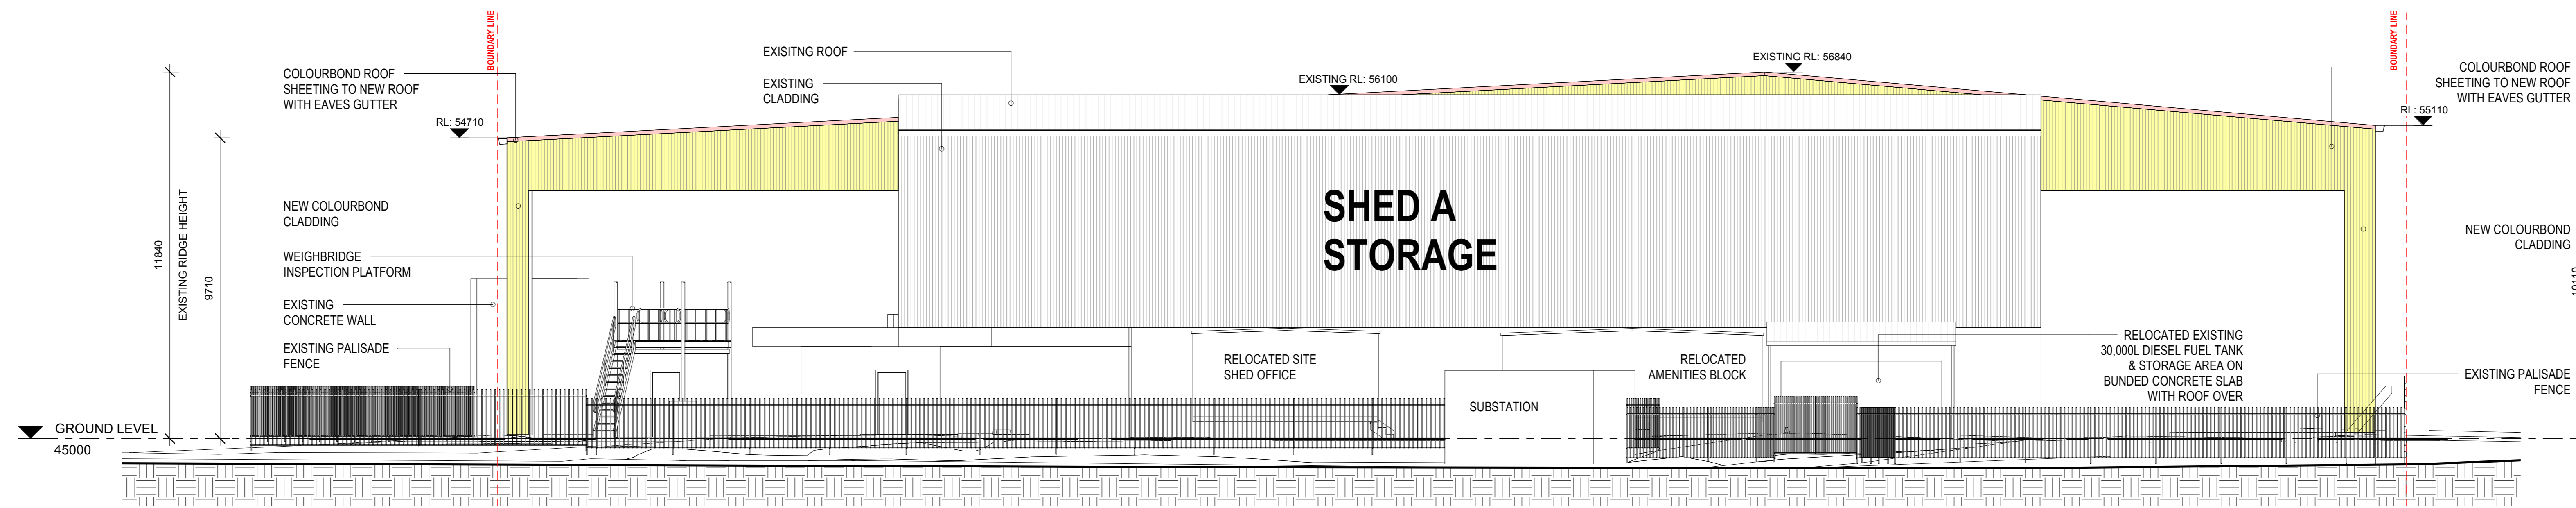 BOUNDARY LINE
BOUNDARY LINE
EXISITNG ROOF
EXISTING RL: 56840
COLOURBOND ROOF
SHEETING TO NEW ROOF
WITH EAVES GUTTER
EXISTING
CLADDING
EXISTING RL: 56100
COLOURBOND ROOF
SHEETING TO NEW ROOF
WITH EAVES GUTTER
RL: 54710
RL: 55110
11840
EXISTING RIDGE HEIGHT
9710
NEW COLOURBOND
CLADDING
SHED A
STORAGE
NEW COLOURBOND
CLADDING
WEIGHBRIDGE
INSPECTION PLATFORM
10110
EXISTING
CONCRETE WALL
EXISTING PALISADE
FENCE
RELOCATED SITE
SHED OFFICE
RELOCATED
AMENITIES BLOCK
RELOCATED EXISTING
30,000L DIESEL FUEL TANK
& STORAGE AREA ON
BUNDED CONCRETE SLAB
WITH ROOF OVER
EXISTING PALISADE
FENCE
SUBSTATION
GROUND LEVEL
45000